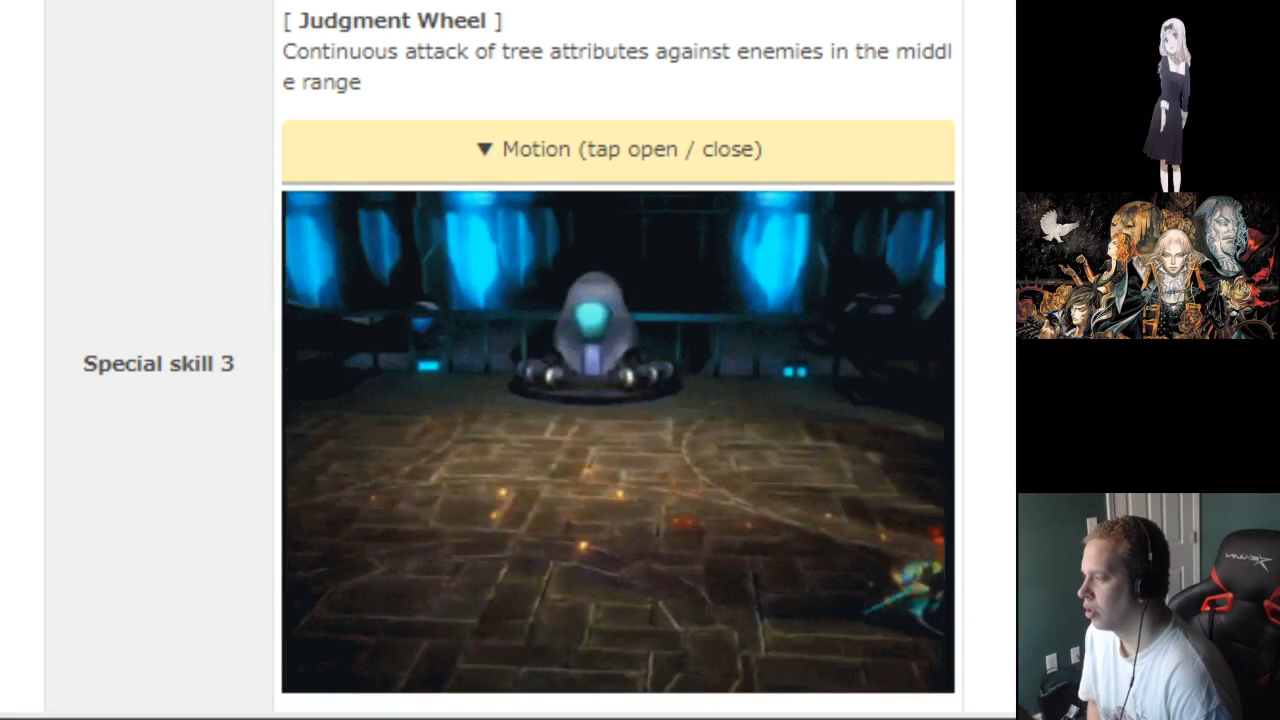 [ Judgment Wheel ]
Continuous attack of tree attributes against enemies in the middl
e range
▼ Motion (tap open / close)
Special skill 3